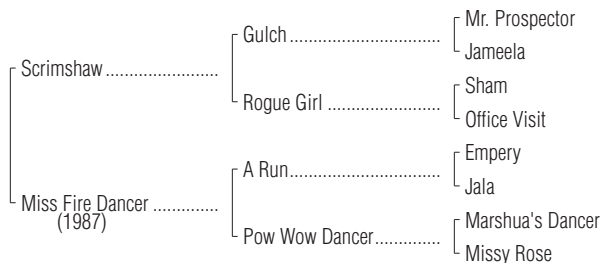 Mr. Prospector
Gulch
Jameela
Scrimshaw
Sham
Rogue Girl
Office Visit
Empery
A Run
Jala
Miss Fire Dancer
(1987)
Marshua's Dancer
Pow Wow Dancer
Missy Rose